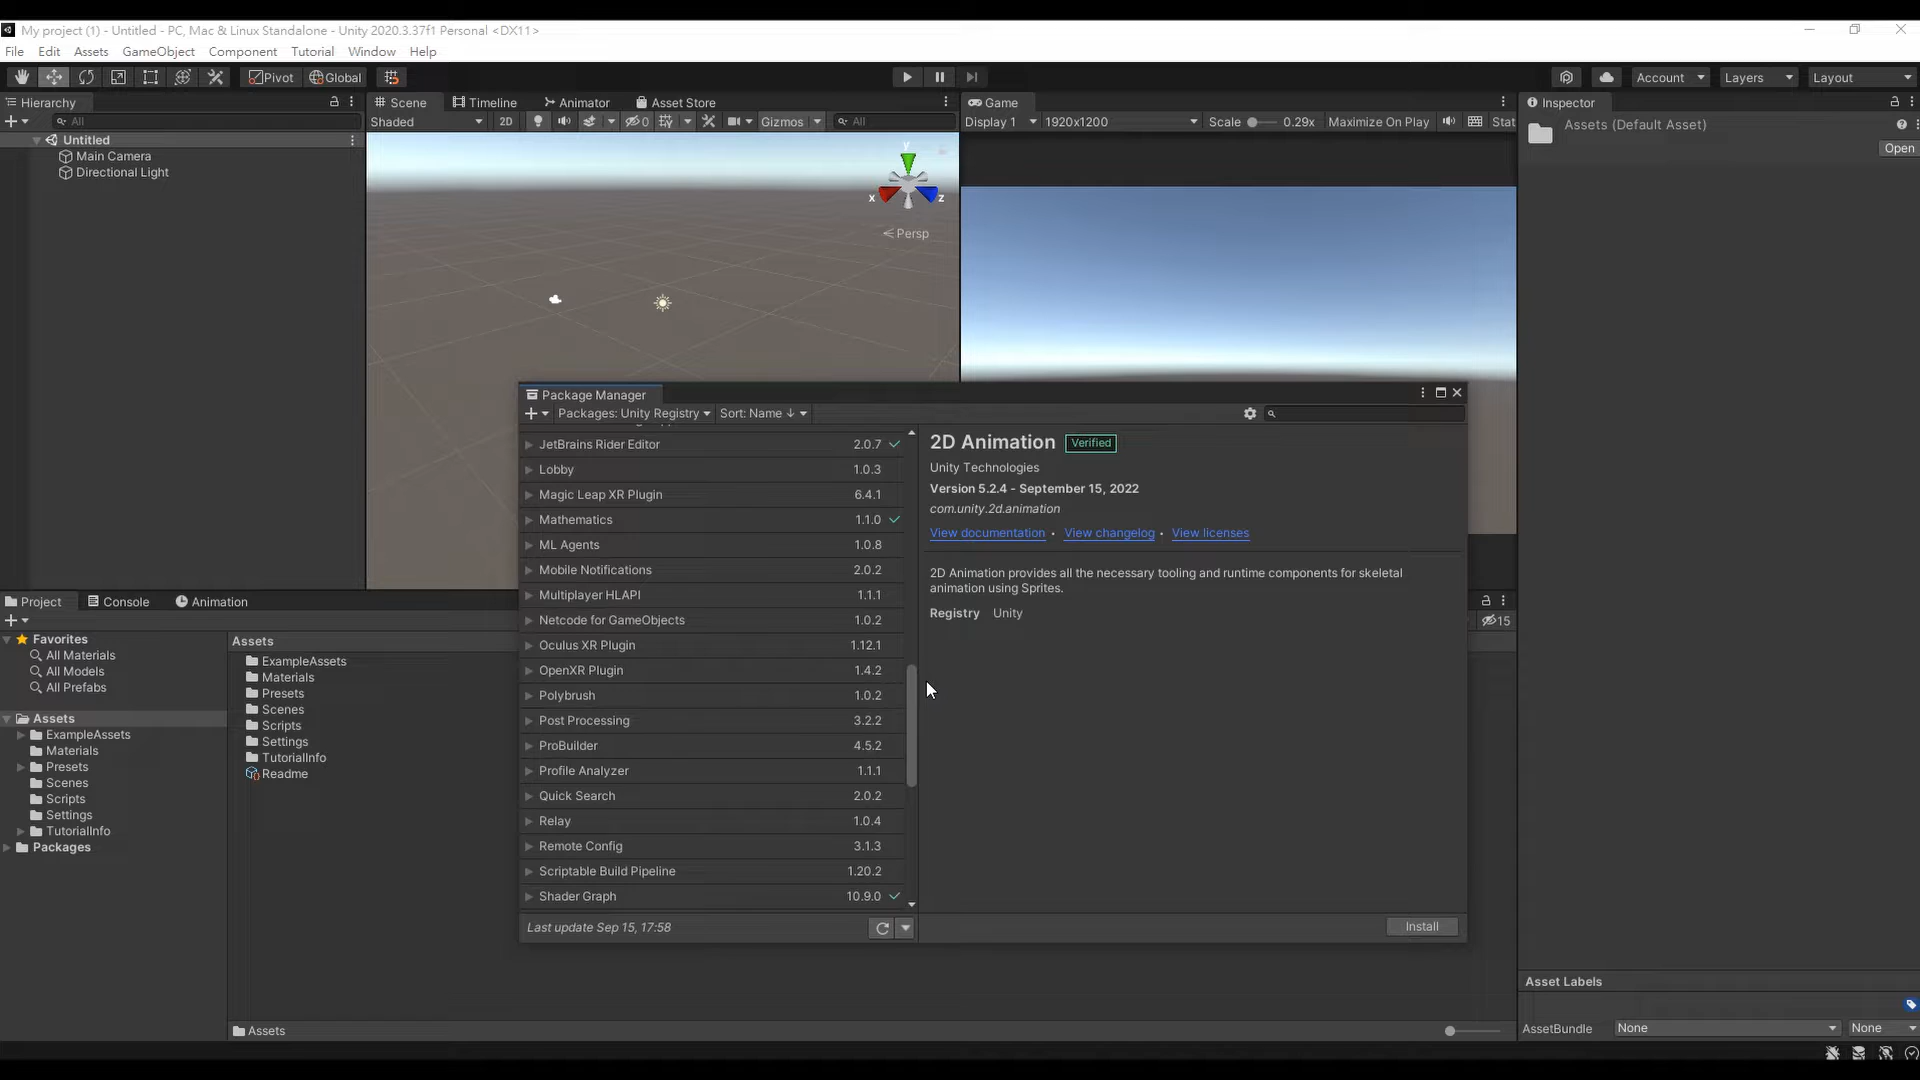 My project (1) - Untitled - PC, Mac & Linux Standalone - Unity 2020.3.37f1 Personal <DX11>
File Edit Assets GameObject Component Tutorial Window Help
Pivot Global Account Layers Layout
Hierarchy
All
Untitled
Main Camera
Directional Light
Scene Timeline Animator Asset Store
Shaded 2D 0 Gizmos All
y
x z
Persp
Game
Display 1 1920x1200 Scale 0.29x Maximize On Play Stat
Inspector
Assets (Default Asset)
Open
Package Manager
Packages: Unity Registry Sort: Name ↓
JetBrains Rider Editor 2.0.7
Lobby 1.0.3
Magic Leap XR Plugin 6.4.1
Mathematics 1.1.0
ML Agents 1.0.8
Mobile Notifications 2.0.2
Multiplayer HLAPI 1.1.1
Netcode for GameObjects 1.0.2
Oculus XR Plugin 1.12.1
OpenXR Plugin 1.4.2
Polybrush 1.0.2
Post Processing 3.2.2
ProBuilder 4.5.2
Profile Analyzer 1.1.1
Quick Search 2.0.2
Relay 1.0.4
Remote Config 3.1.3
Scriptable Build Pipeline 1.20.2
Shader Graph 10.9.0
Last update Sep 15, 17:58
2D Animation Verified
Unity Technologies
Version 5.2.4 - September 15, 2022
com.unity.2d.animation
View documentation • View changelog • View licenses
2D Animation provides all the necessary tooling and runtime components for skeletal
animation using Sprites.
Registry Unity
Install
Project Console Animation
15
Favorites
All Materials
All Models
All Prefabs
Assets
ExampleAssets
Materials
Presets
Scenes
Scripts
Settings
TutorialInfo
Packages
Assets
ExampleAssets
Materials
Presets
Scenes
Scripts
Settings
TutorialInfo
Readme
Assets
Asset Labels
AssetBundle None None